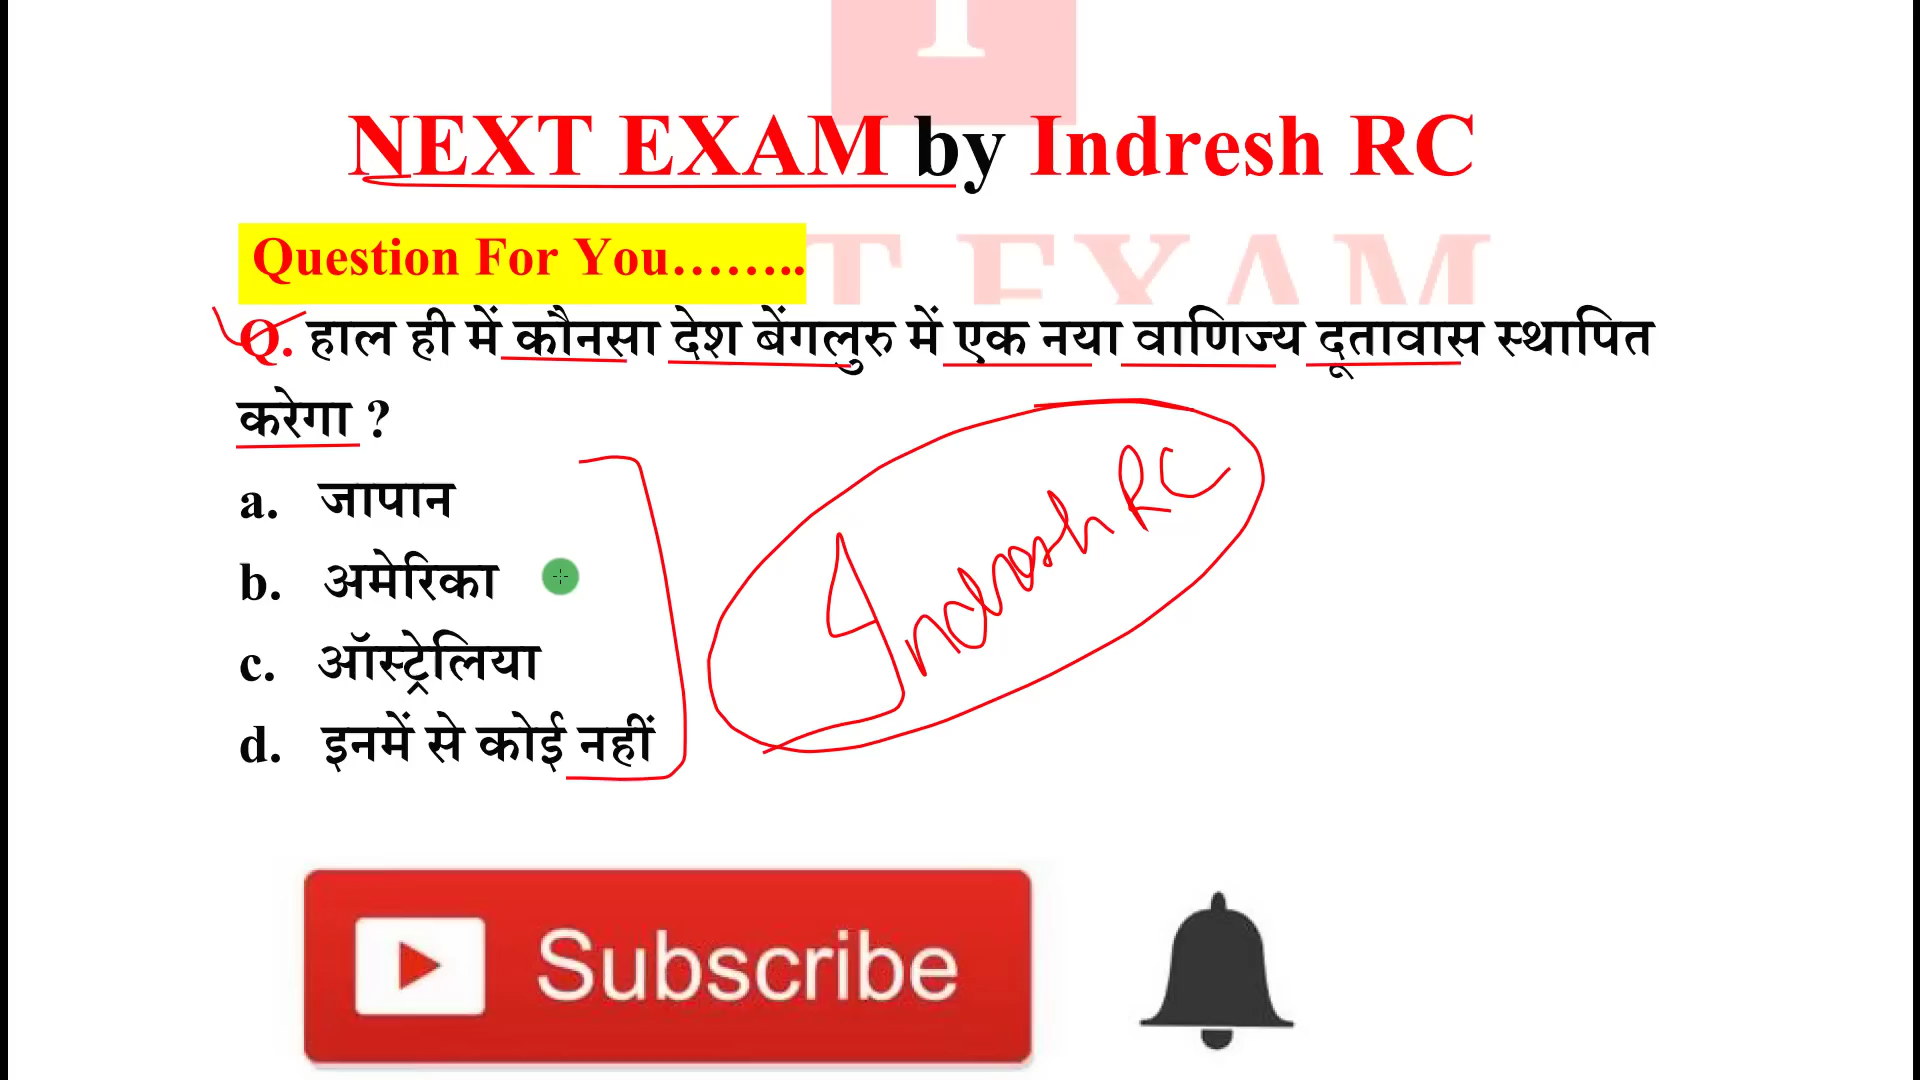 NEXT EXAM by Indresh RC
Question For You……..
Q. हाल ही में कौनसा देश बेंगलुरु में एक नया वाणिज्य दूतावास स्थापित
करेगा ?
a. जापान
b. अमेरिका
c. ऑस्ट्रेलिया
d. इनमें से कोई नहीं
Indresh RC
Subscribe